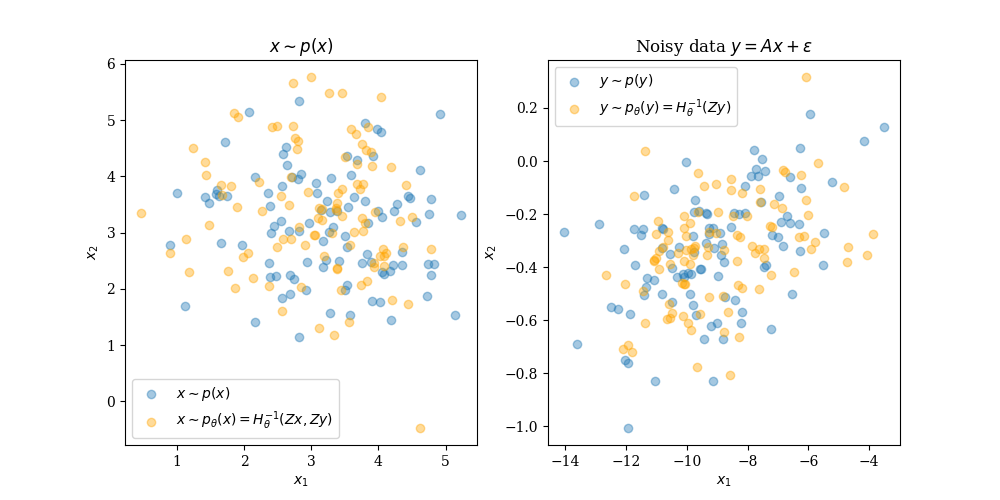 x ∼ p(x)
6
5
4
3
2
1
0
x₂
1
2
3
4
5
x₁
x ∼ p(x)
x ∼ p_θ(x) = H_θ^{-1}(Zx, Zy)
Noisy data y = Ax + ε
0.2
0.0
−0.2
−0.4
−0.6
−0.8
−1.0
x₂
−14
−12
−10
−8
−6
−4
x₁
y ∼ p(y)
y ∼ p_θ(y) = H_θ^{-1}(Zy)